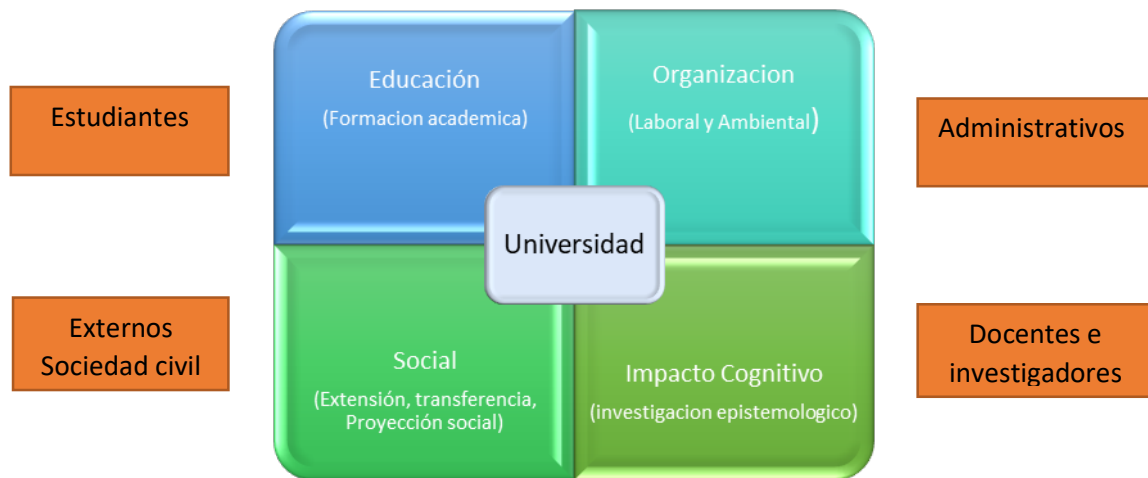 Educación
(Formacion academica)
Organizacion
(Laboral y Ambiental)
Estudiantes
Administrativos
Universidad
Externos
Sociedad civil
Social
(Extensión, transferencia,
Proyección social)
Impacto Cognitivo
(investigacion epistemologico)
Docentes e
investigadores